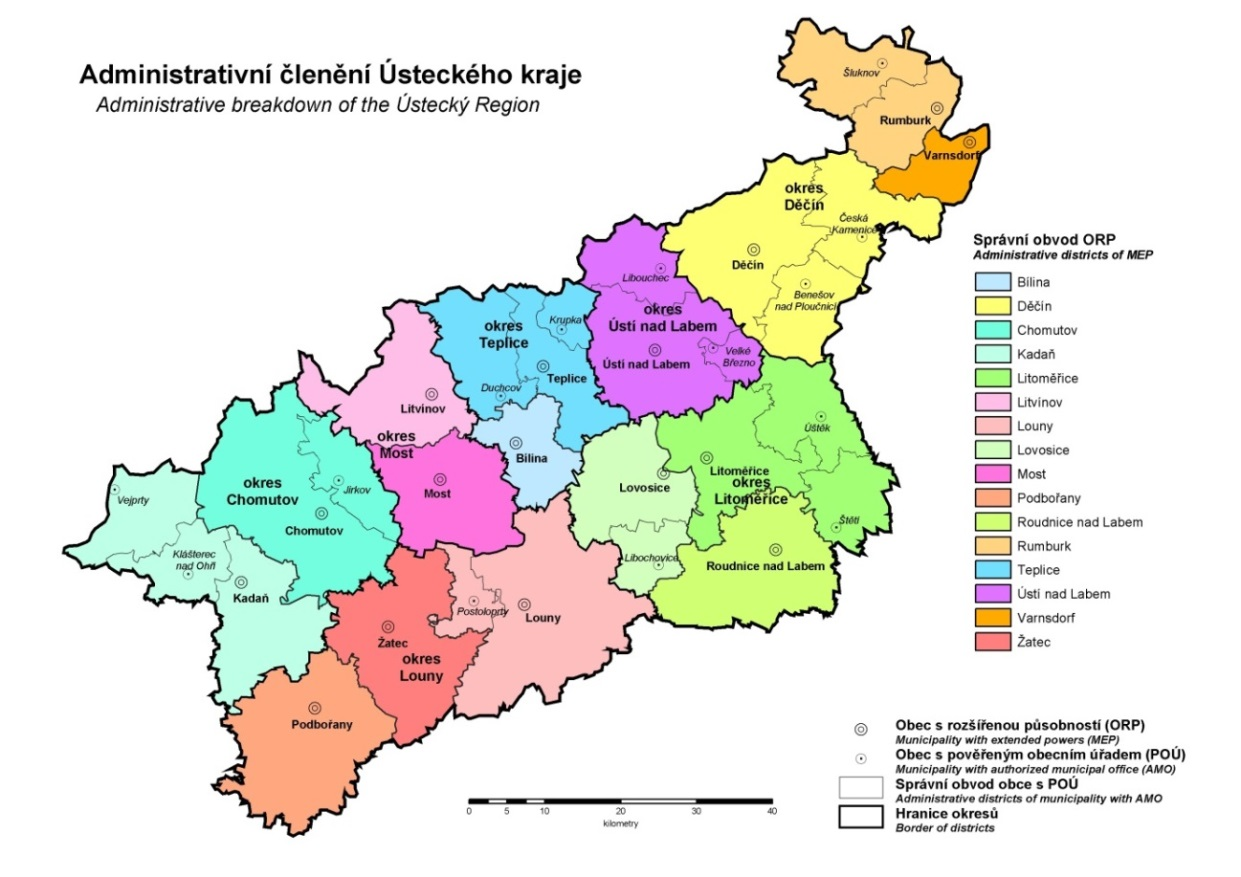 Administrativní členění Ústeckého kraje
Administrative breakdown of the Ústecký Region
Šluknov
Rumburk
Varnsdorf
okres
Děčín
Česká
Kamenice
Děčín
Benešov
nad Ploučnicí
Libouchec
okres
Ústí nad Labem
Ústí nad Labem
Velké
Březno
okres
Teplice
Krupka
Teplice
Duchcov
Bílina
Litvínov
okres
Most
Most
okres
Chomutov
Jirkov
Chomutov
Vejprty
Klášterec
nad Ohří
Kadaň
Úštěk
Litoměřice
okres
Litoměřice
Lovosice
Štětí
Libochovice
Roudnice nad Labem
Postoloprty
Louny
Žatec
okres
Louny
Podbořany
Správní obvod ORP
Administrative districts of MEP
Bílina
Děčín
Chomutov
Kadaň
Litoměřice
Litvínov
Louny
Lovosice
Most
Podbořany
Roudnice nad Labem
Rumburk
Teplice
Ústí nad Labem
Varnsdorf
Žatec
Obec s rozšířenou působností (ORP)
Municipality with extended powers (MEP)
Obec s pověřeným obecním úřadem (POÚ)
Municipality with authorized municipal office (AMO)
Správní obvod obce s POÚ
Administrative districts of municipality with AMO
Hranice okresů
Border of districts
0 5 10 20 30 40
kilometry